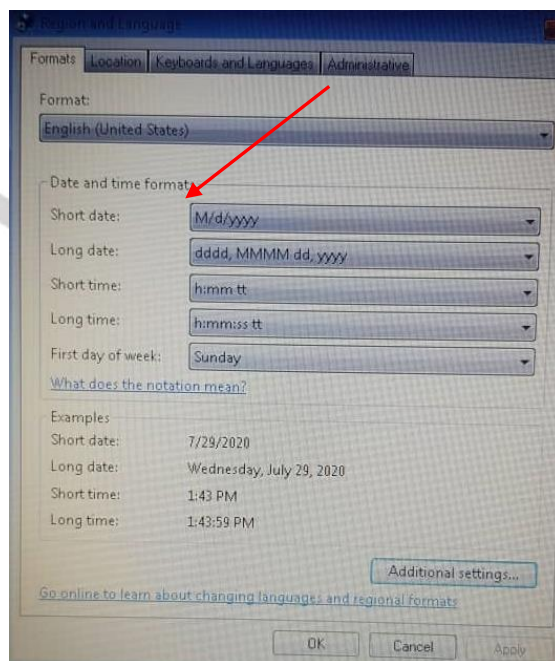 Region and Language
Formats Location Keyboards and Languages Administrative
Format:
English (United States)
Date and time formats
Short date: M/d/yyyy
Long date: dddd, MMMM dd, yyyy
Short time: h:mm tt
Long time: h:mm:ss tt
First day of week: Sunday
What does the notation mean?
Examples
Short date: 7/29/2020
Long date: Wednesday, July 29, 2020
Short time: 1:43 PM
Long time: 1:43:59 PM
Additional settings...
Go online to learn about changing languages and regional formats
OK Cancel Apply